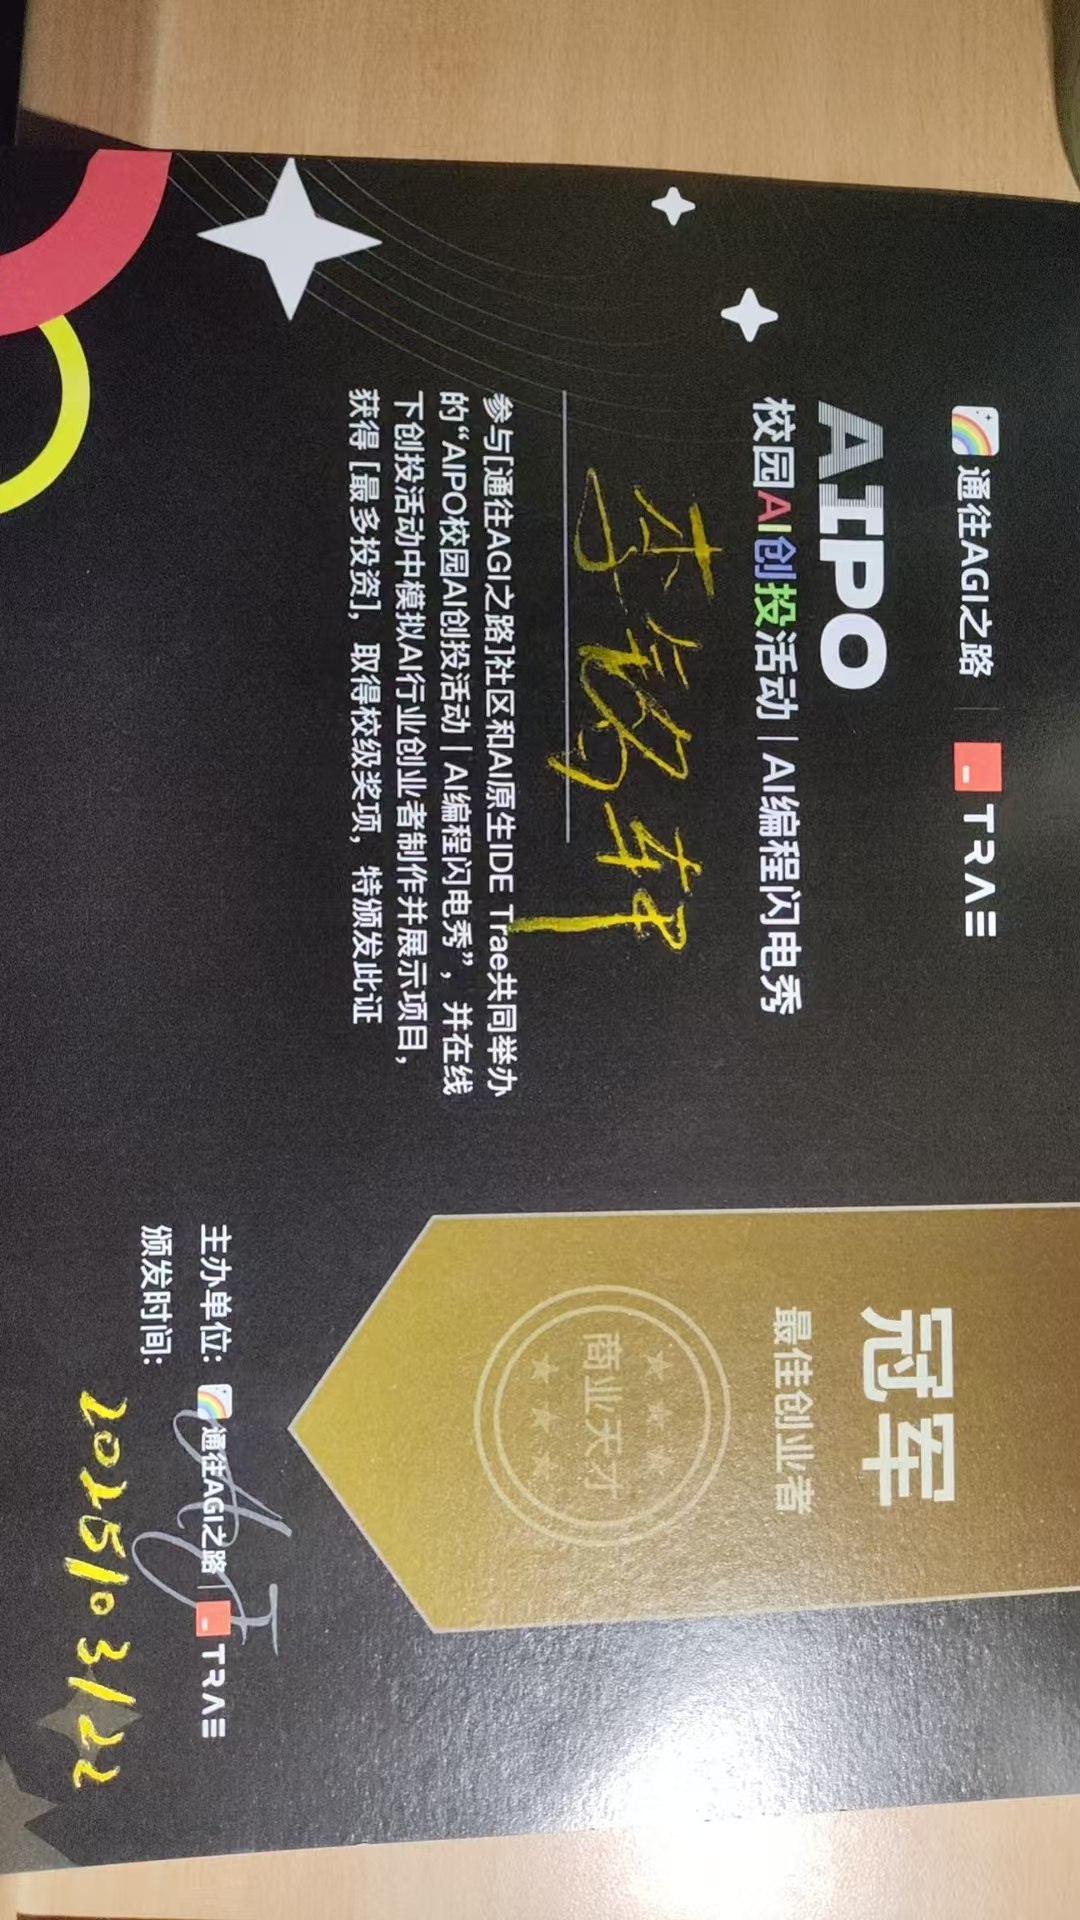 通往AGI之路 | TRAE
AIPO
校园AI创投活动 | AI编程闪电秀
李铭轩
参与[通往AGI之路]社区和AI原生IDE Trae共同举办
的“AIPO校园AI创投活动 | AI编程闪电秀”，并在线
下创投活动中模拟AI行业创业者制作并展示项目，
获得 [最多投资]，取得校级奖项，特颁发此证
冠军
最佳创业者
商业天才
主办单位: 通往AGI之路 | TRAE
颁发时间:
2025/03/22